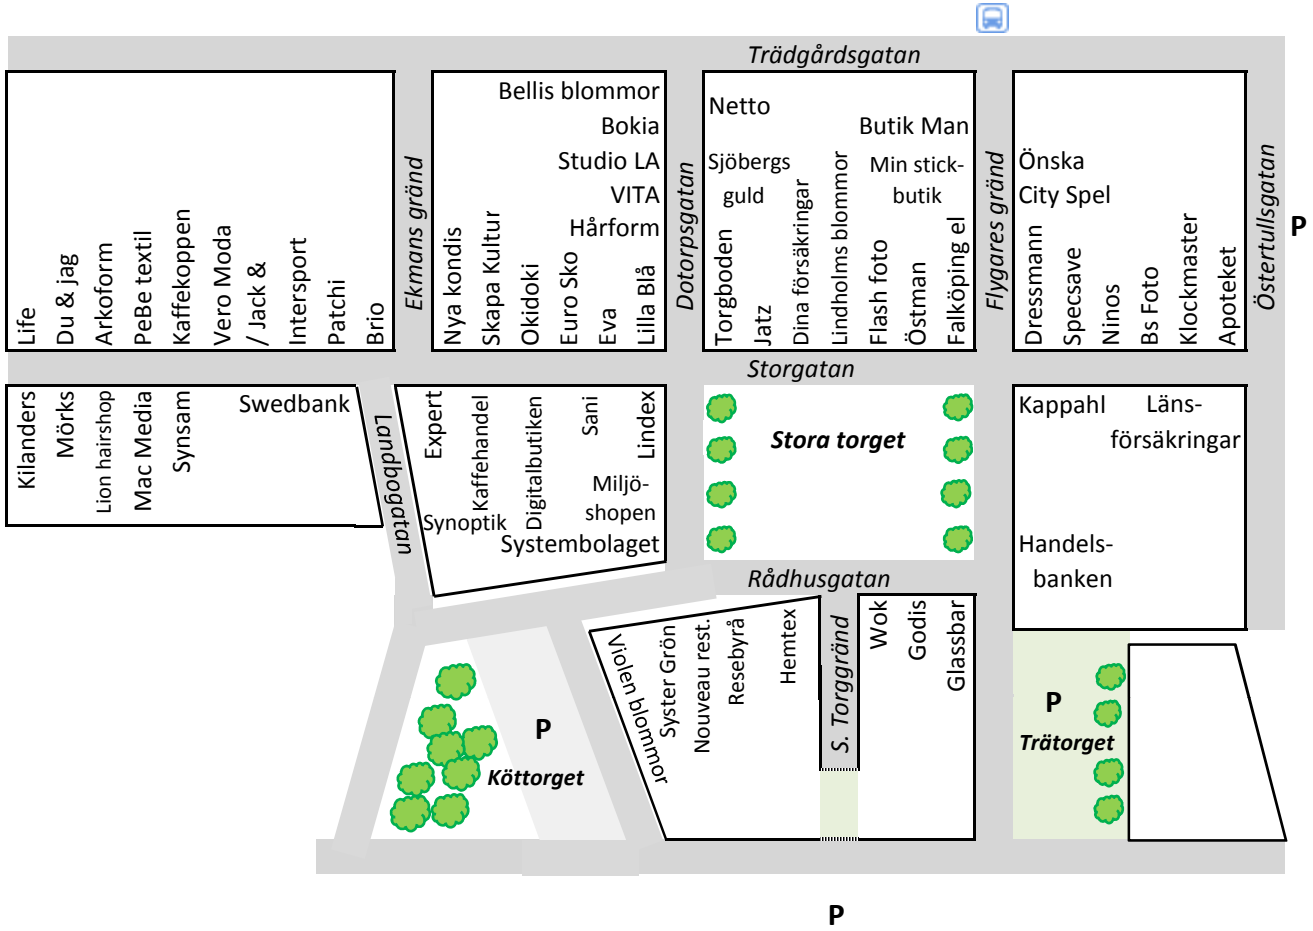 Trädgårdsgatan
Life
Du & jag
Arkoform
PeBe textil
Kaffekoppen
Vero Moda
/ Jack &
Intersport
Patchi
Brio
Ekmans gränd
Bellis blommor
Bokia
Studio LA
VITA
Hårform
Nya kondis
Skapa Kultur
Okidoki
Euro Sko
Eva
Lilla Blå
Dotorpsgatan
Netto
Butik Man
Sjöbergs
guld
Min stick-
butik
Torgboden
Jatz
Dina försäkringar
Lindholms blommor
Flash foto
Östman
Falköping el
Flygares gränd
Önska
City Spel
Dressmann
Specsave
Ninos
Bs Foto
Klockmaster
Apoteket
Östertullsgatan
P
Storgatan
Kilanders
Mörks
Lion hairshop
Mac Media
Synsam
Swedbank
Landbogatan
Expert
Kaffehandel
Digitalbutiken
Sani
Lindex
Miljö-
shopen
Synoptik
Systembolaget
Stora torget
Kappahl
Läns-
försäkringar
Handels-
banken
Rådhusgatan
Violen blommor
Syster Grön
Nouveau rest.
Resebyrå
Hemtex
S. Torggränd
Wok
Godis
Glassbar
P
Köttorget
P
Trätorget
P